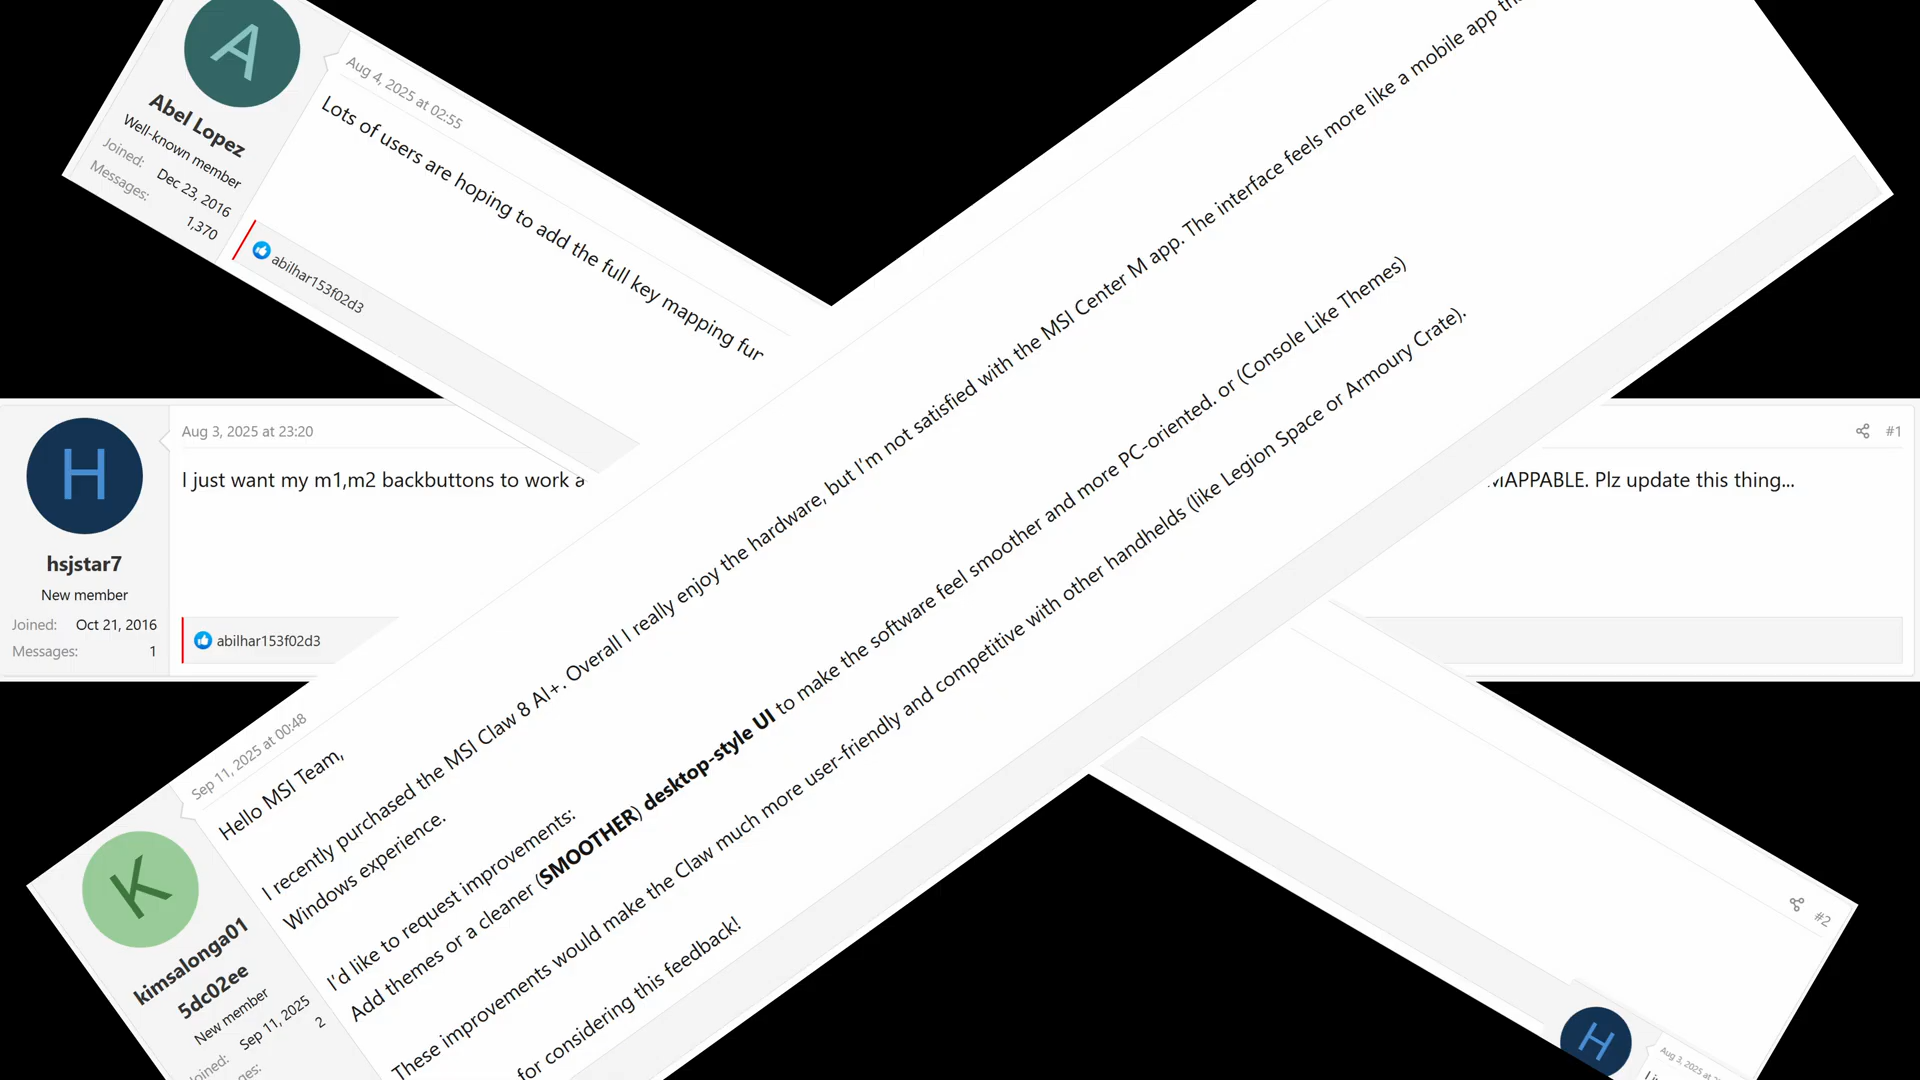 A
Abel Lopez
Well-known member
Joined: Dec 23, 2016
Messages: 1,370
Aug 4, 2025 at 02:55
Lots of users are hoping to add the full key mapping
abilhar153f02d3
H
hsjstar7
New member
Joined: Oct 21, 2016
Messages: 1
Aug 3, 2025 at 23:20
#1
I just want my m1,m2 backbuttons to work
MAPPABLE. Plz update this thing...
abilhar153f02d3
K
kimsalonga01
5dc02ee
New member
Sep 11, 2025
2
Sep 11, 2025 at 00:48
Hello MSI Team,
I recently purchased the MSI Claw 8 AI+. Overall I really enjoy the hardware, but I'm not satisfied with the MSI Center M app. The interface feels more like a mobile app
Windows experience.
I'd like to request improvements:
Add themes or a cleaner (SMOOTHER) desktop-style UI to make the software feel smoother and more PC-oriented. or (Console Like Themes)
These improvements would make the Claw much more user-friendly and competitive with other handhelds (like Legion Space or Armoury Crate).
for considering this feedback!
#2
H
Aug 3, 2025 at